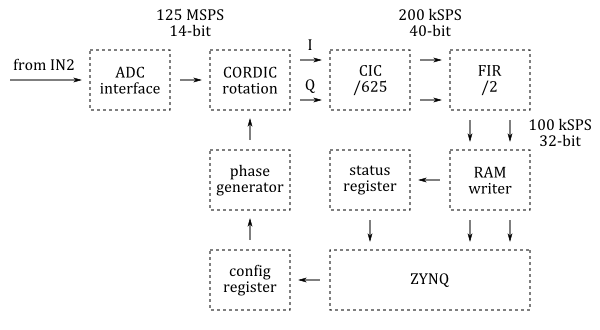 125 MSPS
14-bit
200 kSPS
40-bit
from IN2
ADC
interface
CORDIC
rotation
I
Q
CIC
/625
FIR
/2
100 kSPS
32-bit
phase
generator
status
register
RAM
writer
config
register
ZYNQ